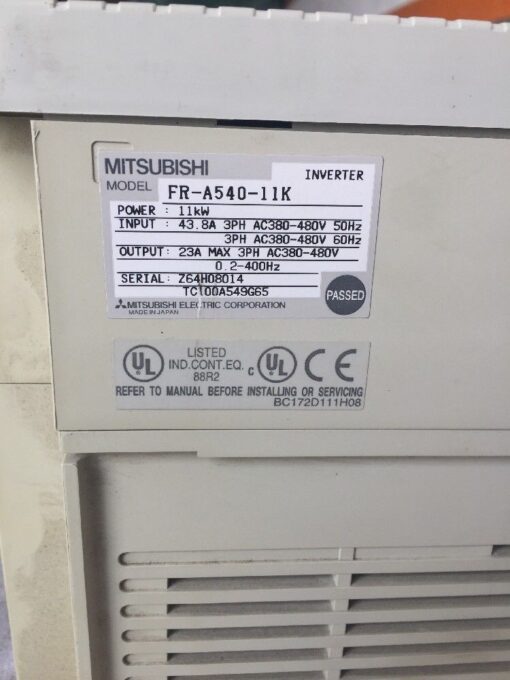 MITSUBISHI
INVERTER
MODEL FR-A540-11K
POWER : 11kW
INPUT : 43.8A 3PH AC380-480V 50Hz
3PH AC380-480V 60Hz
OUTPUT: 23A MAX 3PH AC380-480V
0.2-400Hz
SERIAL: Z64H08014
TC100A549G65
PASSED
MITSUBISHI ELECTRIC CORPORATION
MADE IN JAPAN
UL LISTED c UL CE
IND.CONT.EQ.
88R2
REFER TO MANUAL BEFORE INSTALLING OR SERVICING
BC172D111H08